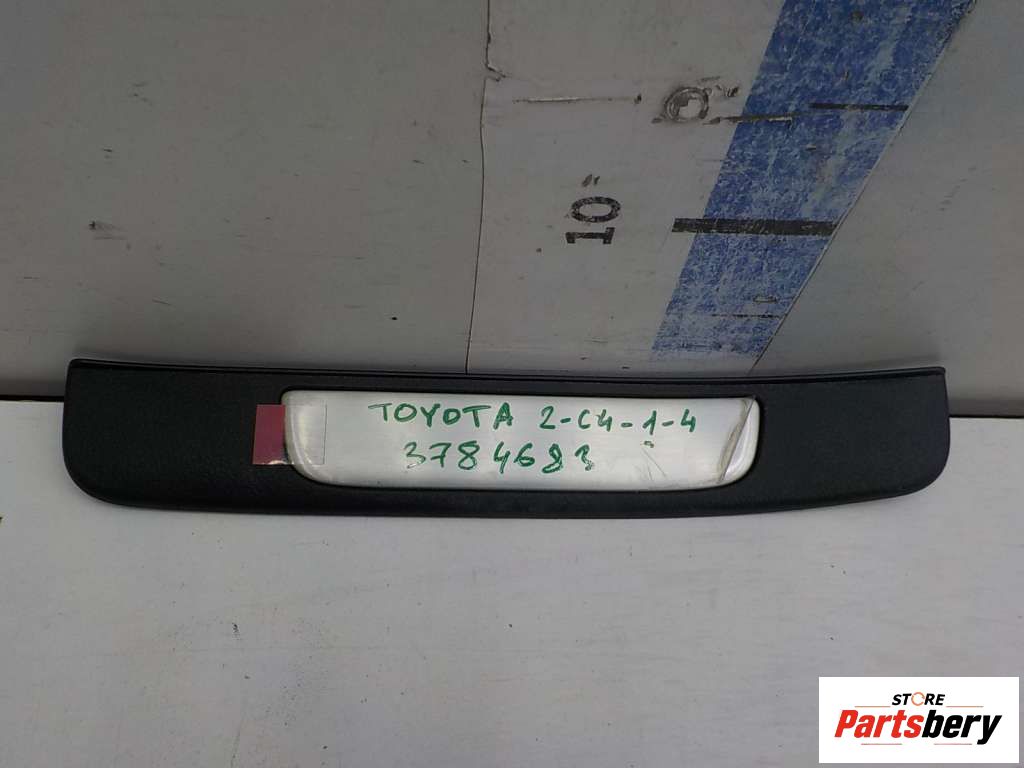 10"
TOYOTA 2-C4-1-4
3784683
STORE
Partsbery